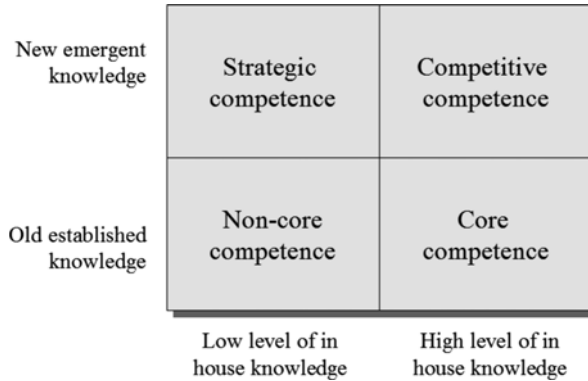 New emergent
knowledge
Strategic
competence
Competitive
competence
Old established
knowledge
Non-core
competence
Core
competence
Low level of in
house knowledge
High level of in
house knowledge